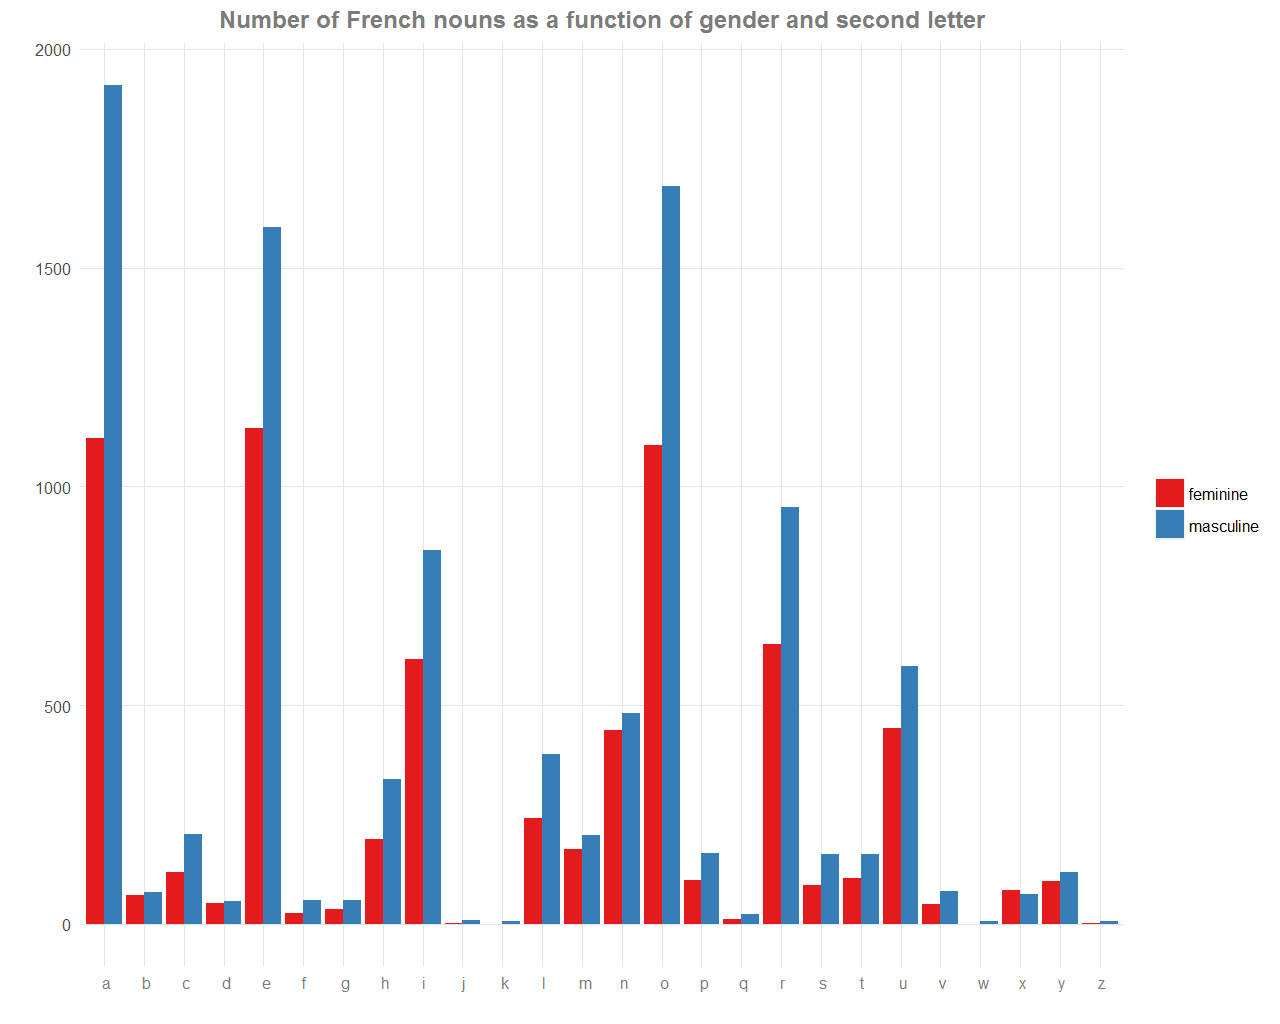 Number of French nouns as a function of gender and second letter
2000
1500
1000
500
0
a b c d e f g h i j k l m n o p q r s t u v w x y z
feminine
masculine